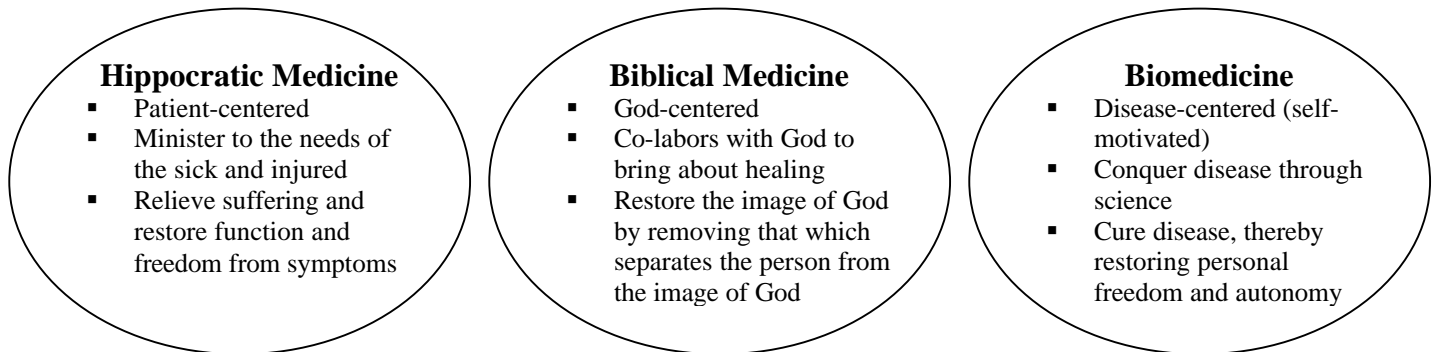 Hippocratic Medicine
▪ Patient-centered
▪ Minister to the needs of
the sick and injured
▪ Relieve suffering and
restore function and
freedom from symptoms
Biblical Medicine
▪ God-centered
▪ Co-labors with God to
bring about healing
▪ Restore the image of God
by removing that which
separates the person from
the image of God
Biomedicine
▪ Disease-centered (self-
motivated)
▪ Conquer disease through
science
▪ Cure disease, thereby
restoring personal
freedom and autonomy